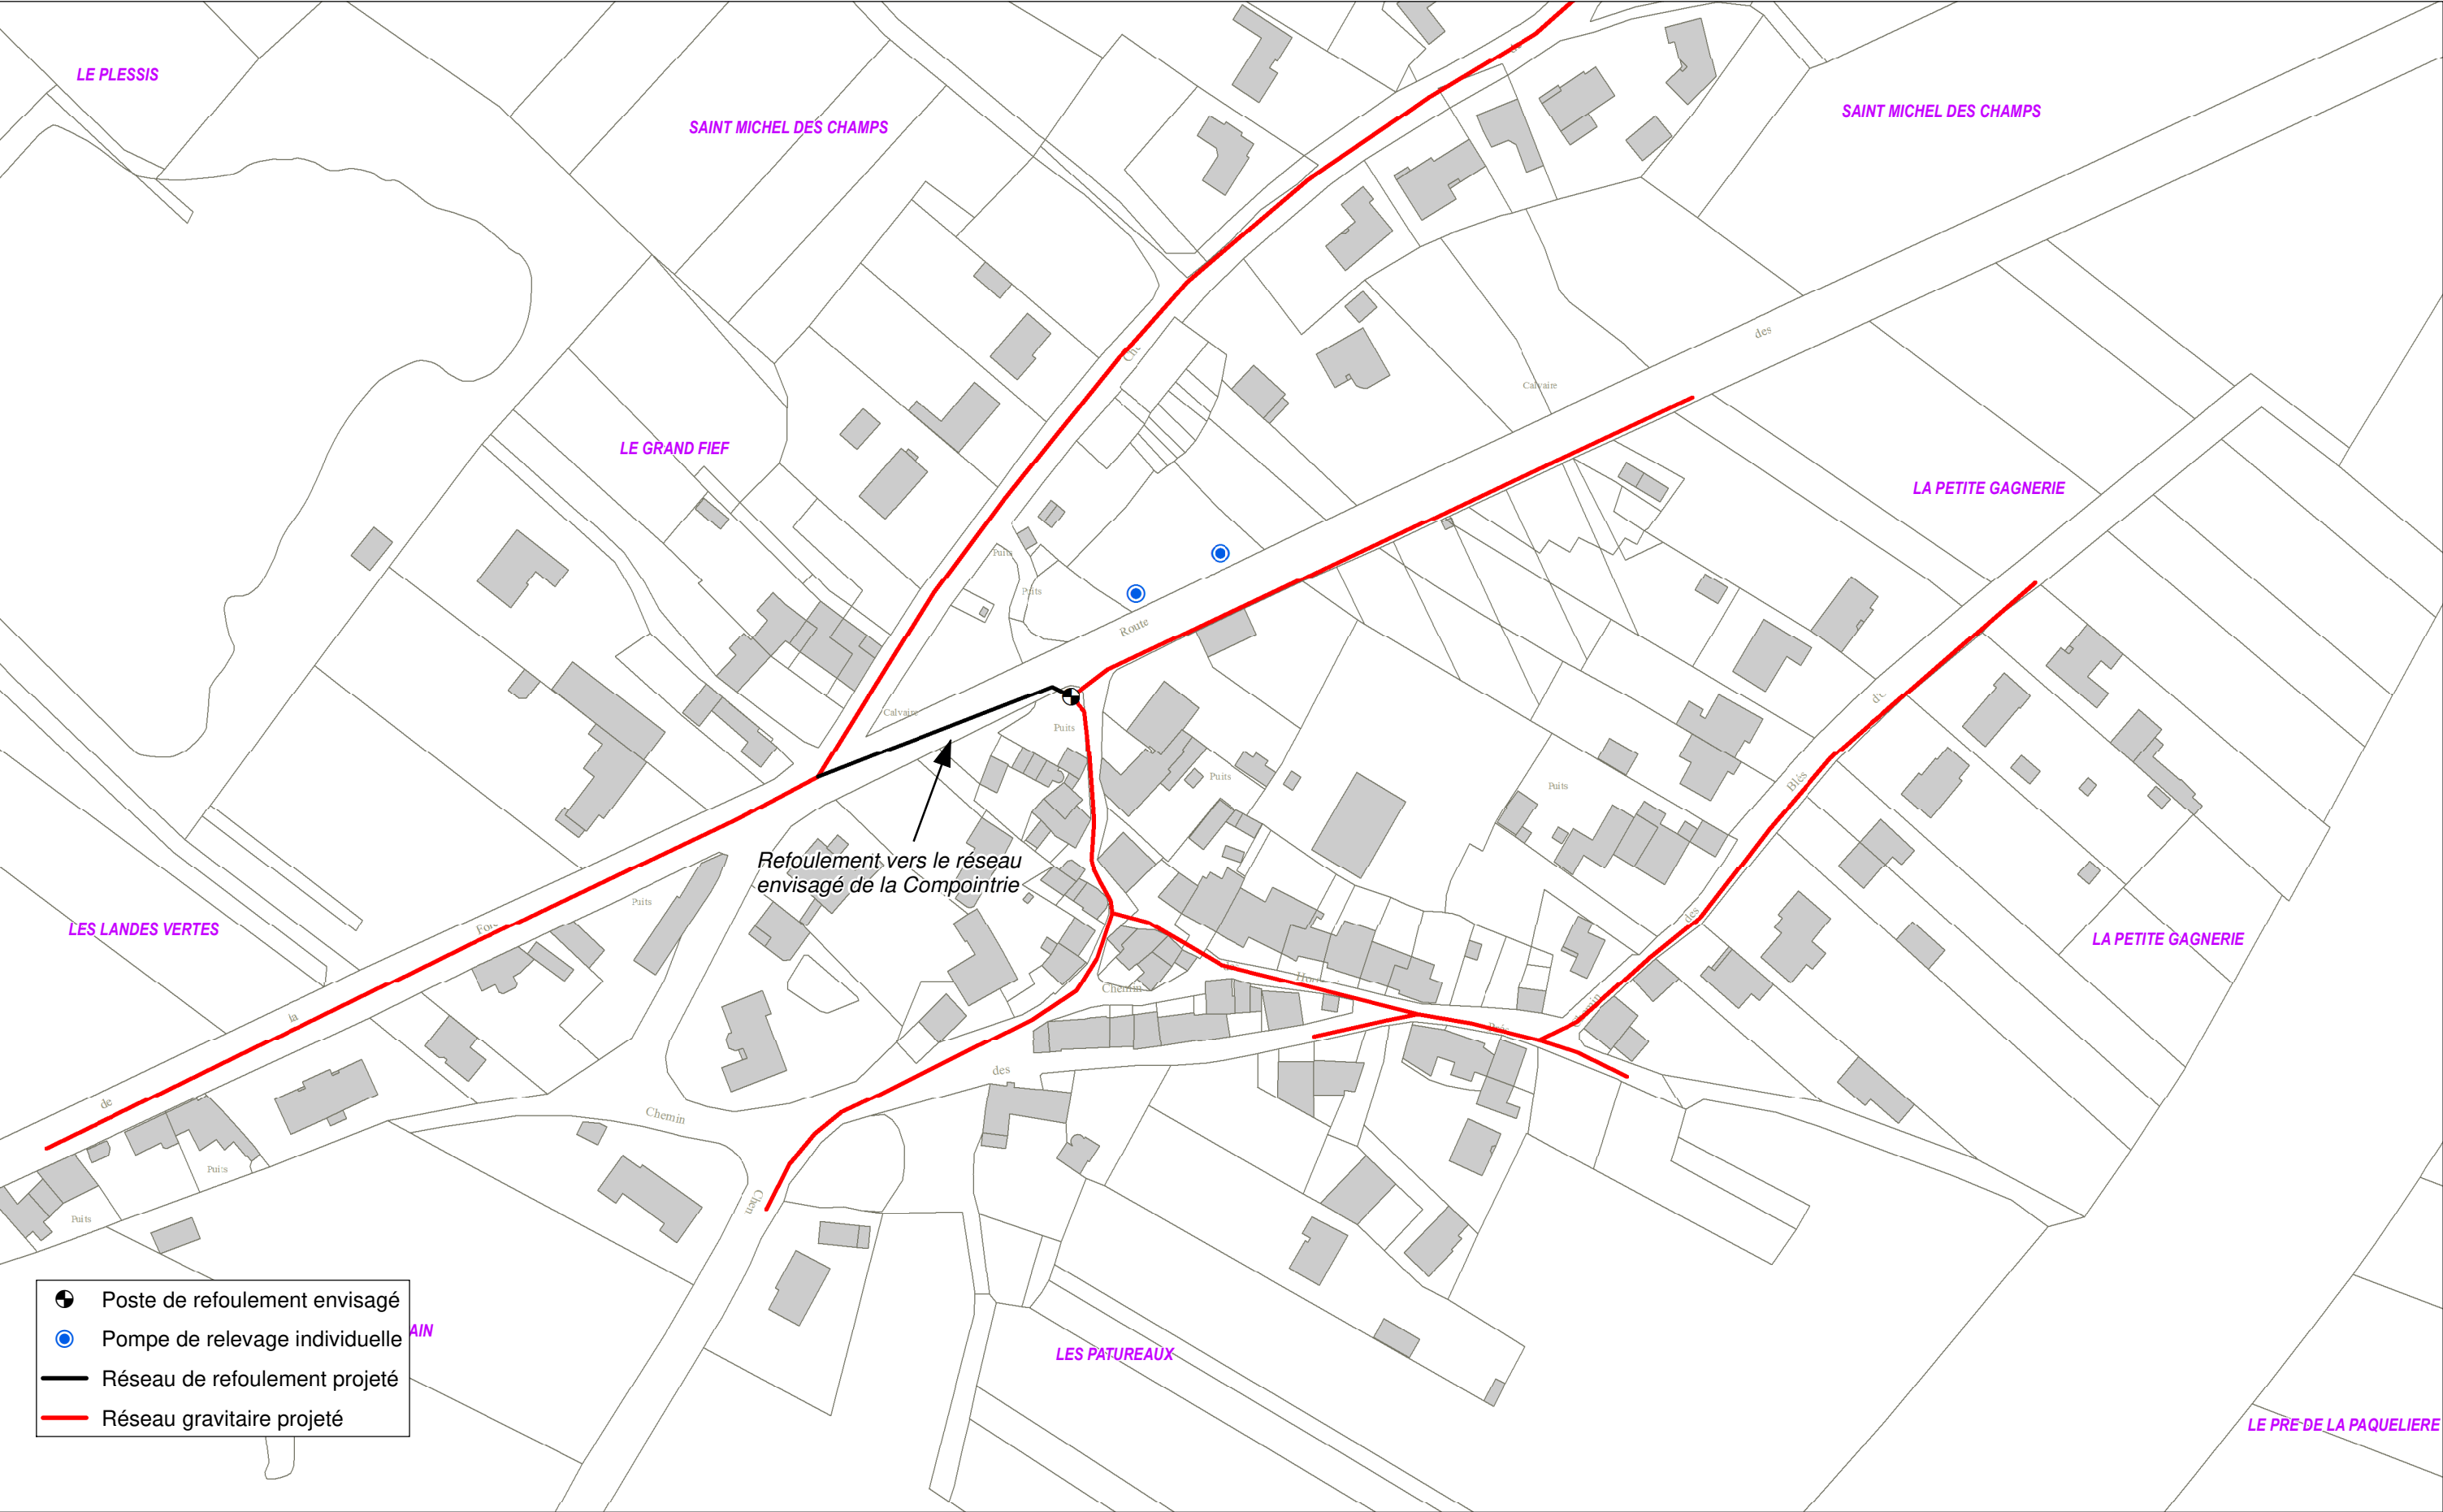 LE PLESSIS
SAINT MICHEL DES CHAMPS
SAINT MICHEL DES CHAMPS
des
Calvaire
LE GRAND FIEF
LA PETITE GAGNERIE
Puits
Puits
Route
Calvaire
Puits
Puits
Puits
Blés
Refoulement vers le réseau
envisagé de la Compointrie
Puits
des
LES LANDES VERTES
LA PETITE GAGNERIE
Chemin
la
des
de
Chemin
Puits
Puits
Poste de refoulement envisagé
Pompe de relevage individuelle
AIN
Réseau de refoulement projeté
Réseau gravitaire projeté
LES PATUREAUX
LE PRE DE LA PAQUELIERE